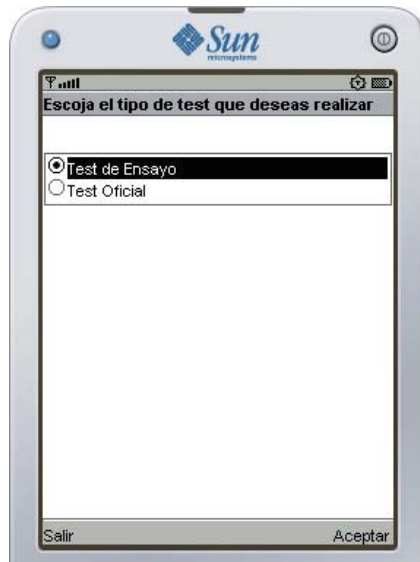 Sun
microsystems
Escoja el tipo de test que deseas realizar
Test de Ensayo
Test Oficial
Salir
Aceptar